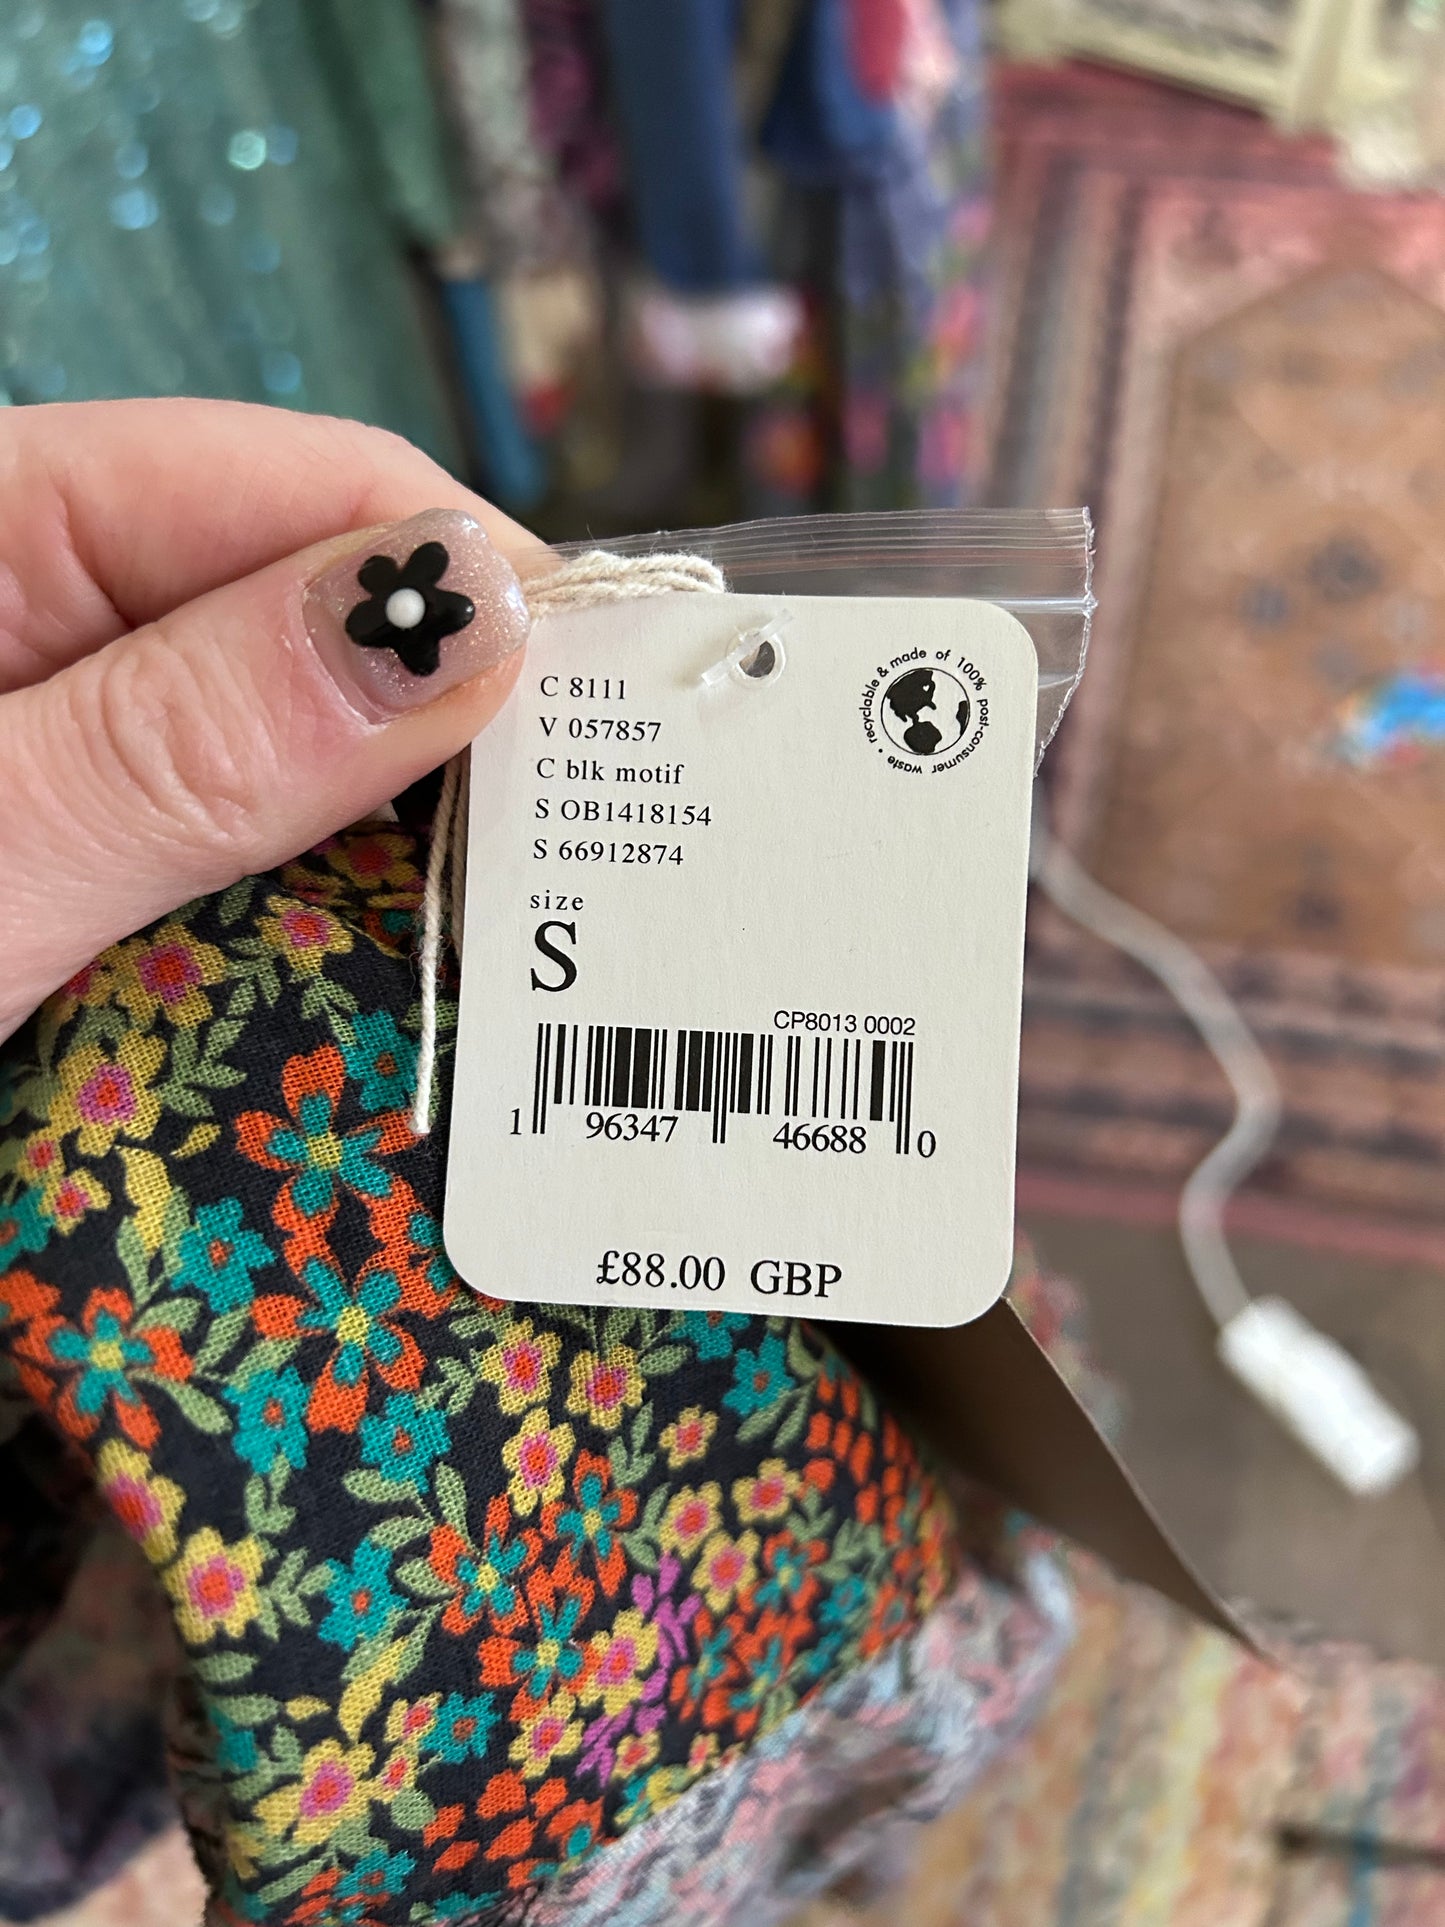 C 8111
V 057857
C blk motif
S OB1418154
S 66912874
recyclable & made of 100% post-consumer waste •
size
S
CP8013 0002
1 96347 46688 0
£88.00 GBP